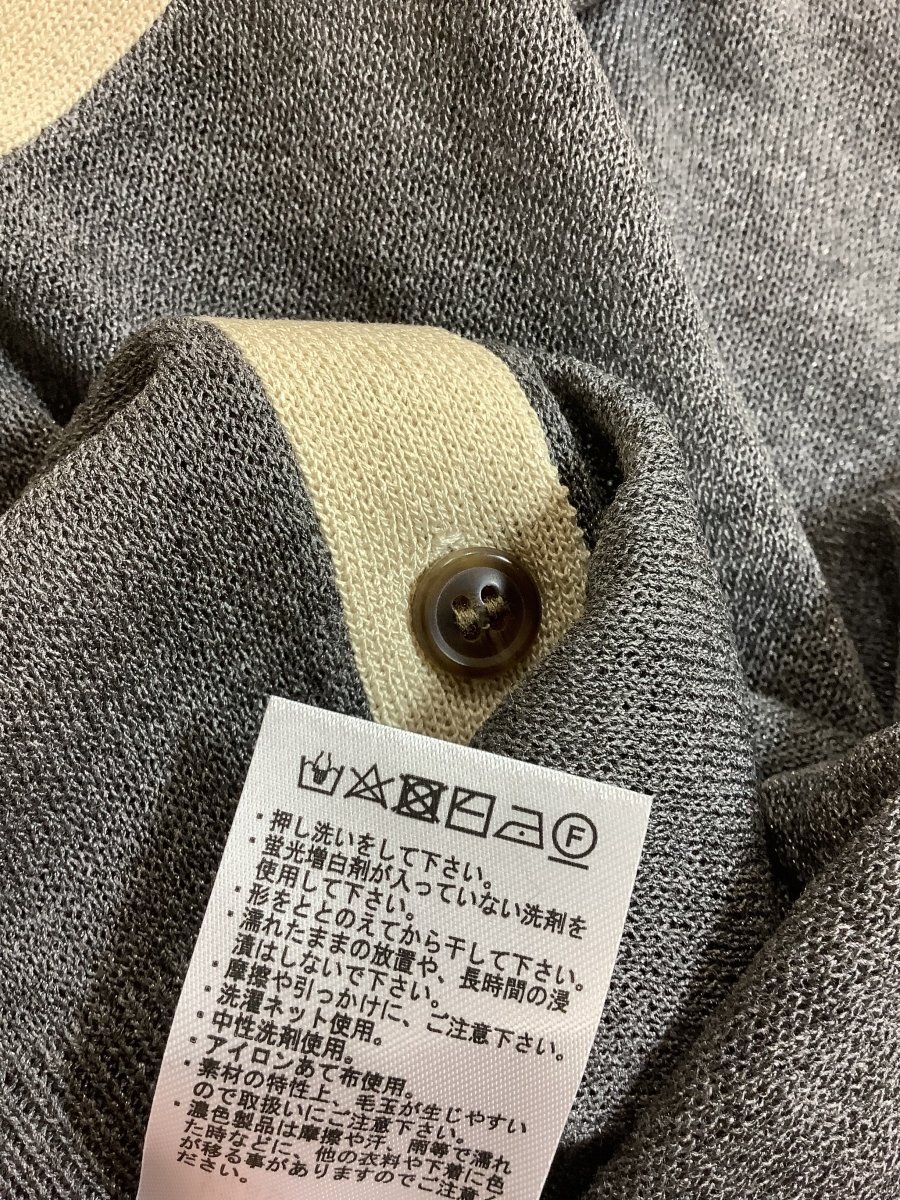 F
・押し洗いをして下さい。
・蛍光増白剤が入っていない洗剤を
使用して下さい。
・形をととのえてから干して下さい。
・濡れたままの放置や、長時間の浸
漬はしないで下さい。
・摩擦や引っかけに、ご注意下さい。
・洗濯ネット使用。
・中性洗剤使用。
・アイロンあて布使用。
・素材の特性上、毛玉が生じやすい
ので取扱いにご注意下さい。
・濃色製品は摩擦や汗、雨等で濡れ
た時などに、他の衣料や下着に色
が移る事がありますのでご注意く
ださい。